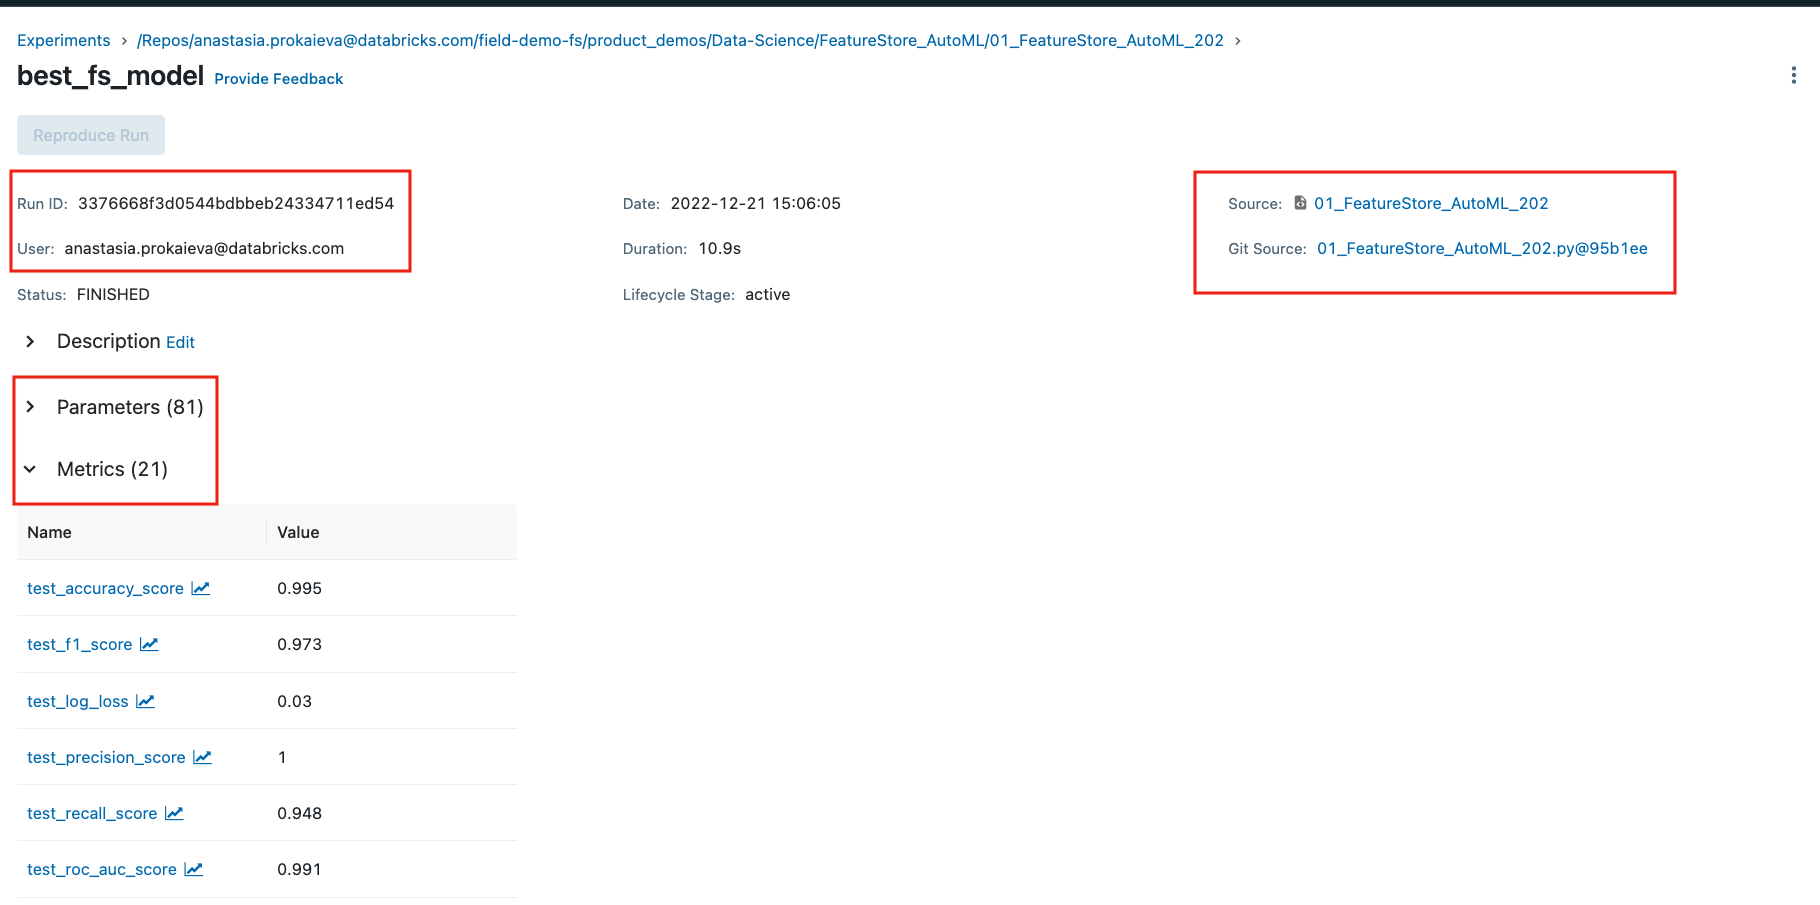 Experiments > /Repos/anastasia.prokaieva@databricks.com/field-demo-fs/product_demos/Data-Science/FeatureStore_AutoML/01_FeatureStore_AutoML_202 >
best_fs_model Provide Feedback
Reproduce Run
Run ID: 3376668f3d0544bdbbeb24334711ed54 Date: 2022-12-21 15:06:05 Source: 01_FeatureStore_AutoML_202
User: anastasia.prokaieva@databricks.com Duration: 10.9s Git Source: 01_FeatureStore_AutoML_202.py@95b1ee
Status: FINISHED Lifecycle Stage: active
Description Edit
Parameters (81)
Metrics (21)
Name Value
test_accuracy_score 0.995
test_f1_score 0.973
test_log_loss 0.03
test_precision_score 1
test_recall_score 0.948
test_roc_auc_score 0.991